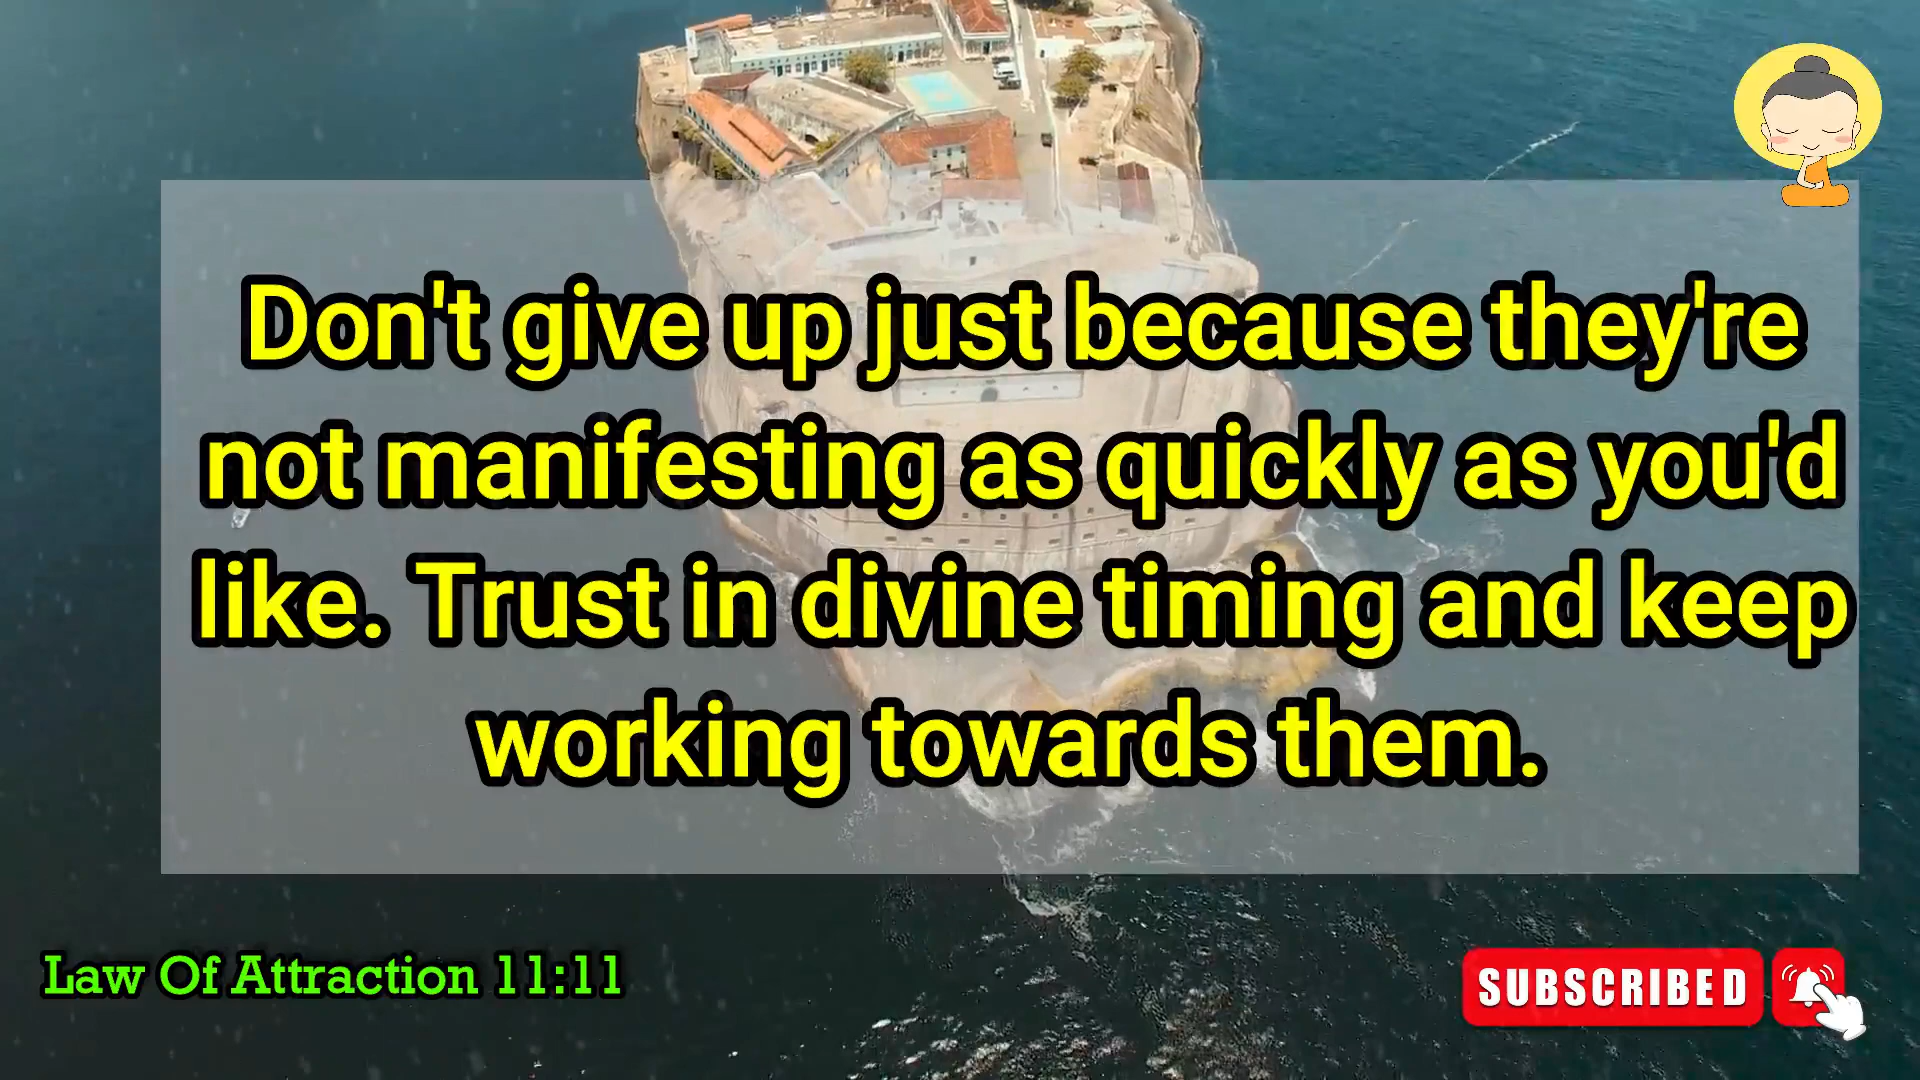 Don't give up just because they're
not manifesting as quickly as you'd
like. Trust in divine timing and keep
working towards them.
Law Of Attraction 11:11
SUBSCRIBED